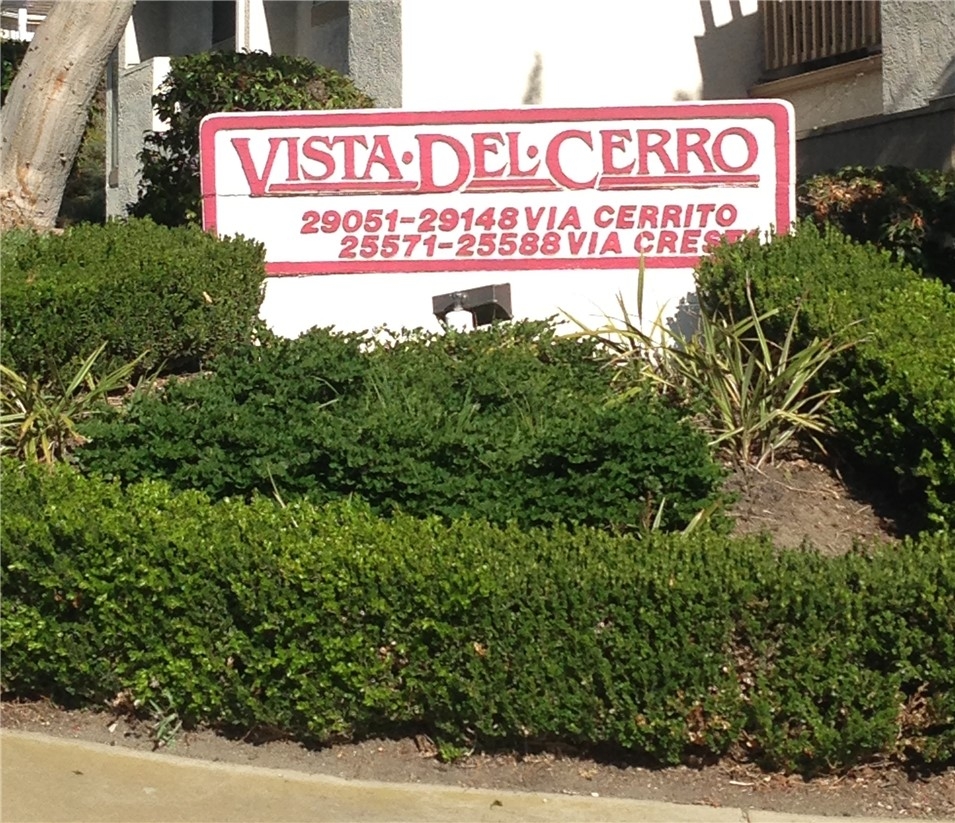 VISTA·DEL·CERRO
29051-29148 VIA CERRITO
25571-25588 VIA